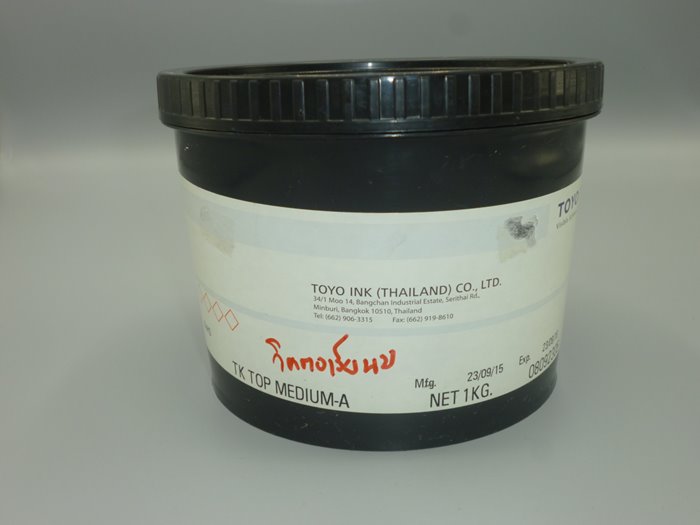 TOYO
TOYO INK (THAILAND) CO., LTD.
34/1 Moo 14, Bangchan Industrial Estate, Serithai Rd.,
Minburi, Bangkok 10510, Thailand
Tel: (662) 906-3315 Fax: (662) 919-8610
TK TOP MEDIUM-A
Mfg. 23/09/15 Exp.
NET 1KG.